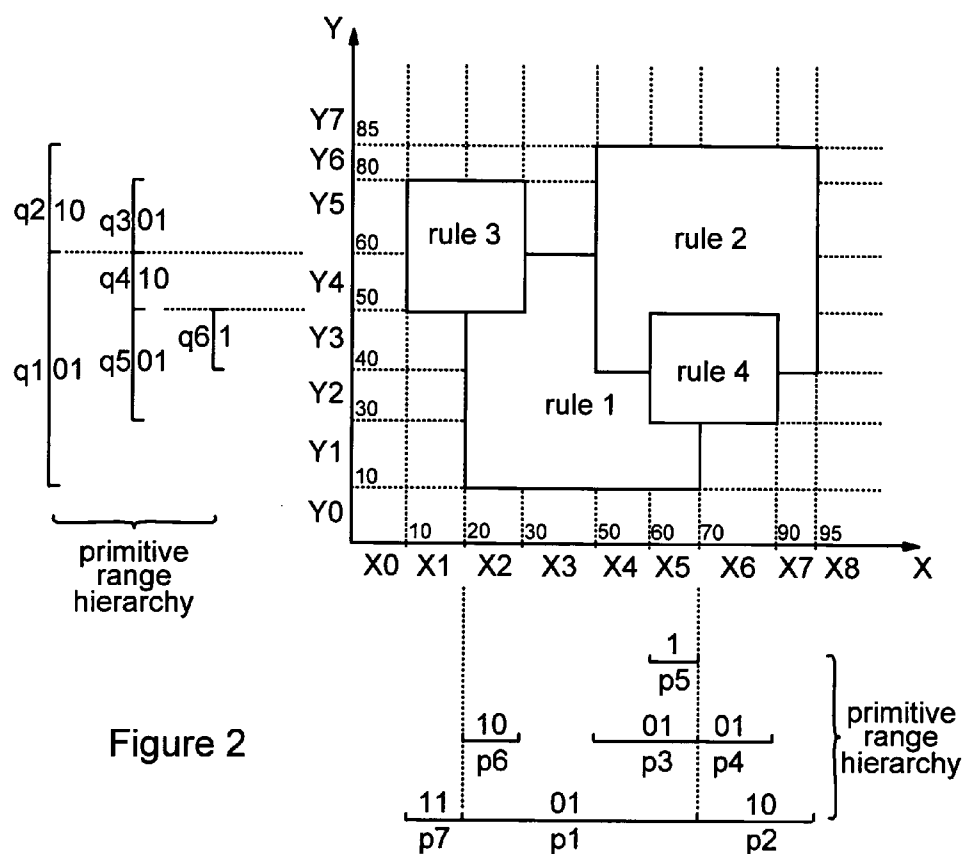 Y
Y7
85
Y6
80
Y5
60
Y4
50
Y3
40
Y2
30
Y1
10
Y0
rule 3
rule 2
rule 4
rule 1
q2 10
q3 01
q4 10
q1 01
q5 01
q6 1
primitive
range
hierarchy
10 20 30 50 60 70 90 95
X0 X1 X2 X3 X4 X5 X6 X7 X8 X
1
p5
10 01 01
p6 p3 p4
11 01 10
p7 p1 p2
primitive
range
hierarchy
Figure 2